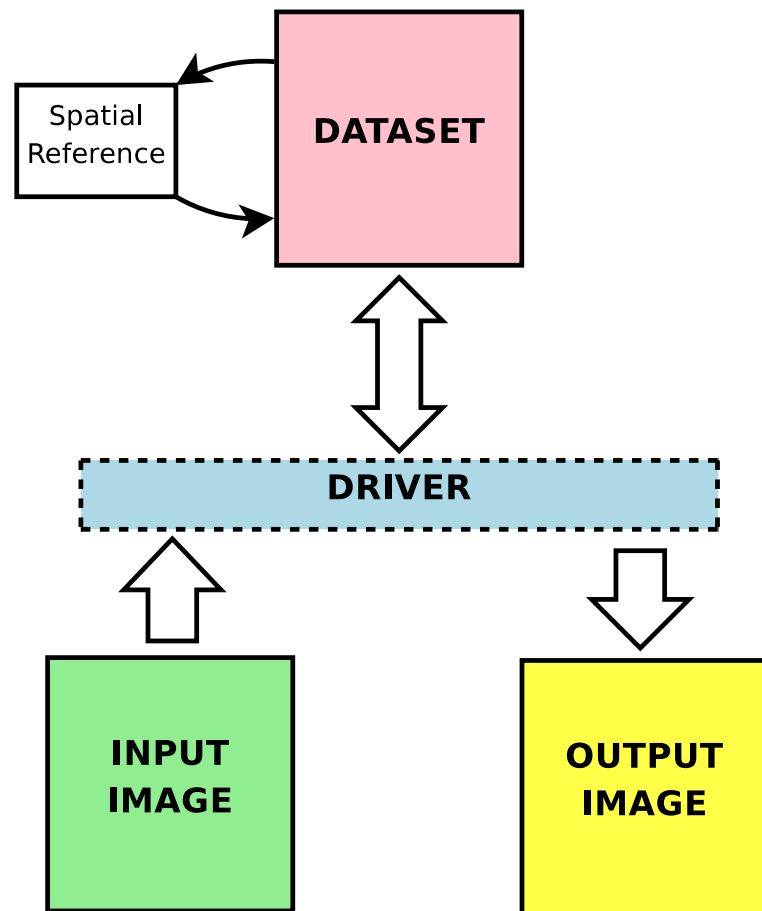 Spatial
Reference
DATASET
DRIVER
INPUT
IMAGE
OUTPUT
IMAGE